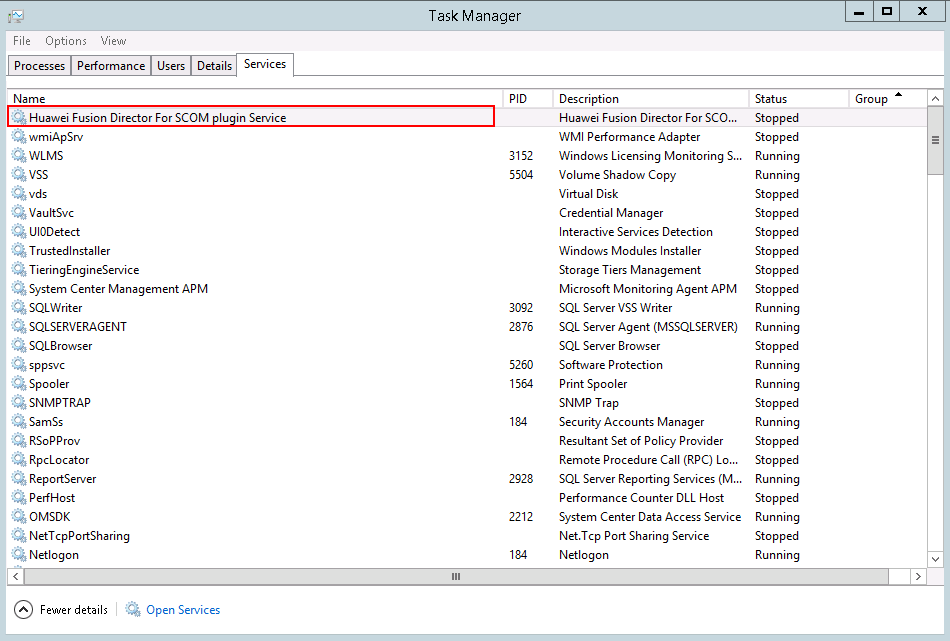 Task Manager
File Options View
Processes Performance Users Details Services
Name PID Description Status Group
Huawei Fusion Director For SCOM plugin Service Huawei Fusion Director For SCO... Stopped
wmiApSrv WMI Performance Adapter Stopped
WLMS 3152 Windows Licensing Monitoring S... Running
VSS 5504 Volume Shadow Copy Running
vds Virtual Disk Stopped
VaultSvc Credential Manager Stopped
UI0Detect Interactive Services Detection Stopped
TrustedInstaller Windows Modules Installer Stopped
TieringEngineService Storage Tiers Management Stopped
System Center Management APM Microsoft Monitoring Agent APM Stopped
SQLWriter 3092 SQL Server VSS Writer Running
SQLSERVERAGENT 2876 SQL Server Agent (MSSQLSERVER) Running
SQLBrowser SQL Server Browser Stopped
sppsvc 5260 Software Protection Running
Spooler 1564 Print Spooler Running
SNMPTRAP SNMP Trap Stopped
SamSs 184 Security Accounts Manager Running
RSoPProv Resultant Set of Policy Provider Stopped
RpcLocator Remote Procedure Call (RPC) Lo... Stopped
ReportServer 2928 SQL Server Reporting Services (M... Running
PerfHost Performance Counter DLL Host Stopped
OMSDK 2212 System Center Data Access Service Running
NetTcpPortSharing Net.Tcp Port Sharing Service Stopped
Netlogon 184 Netlogon Running
Fewer details Open Services